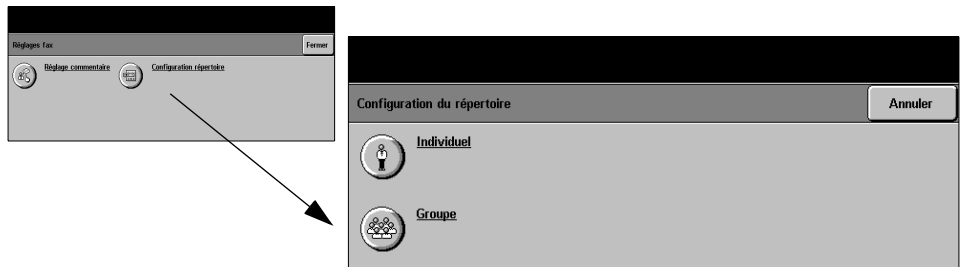 Réglages fax
Fermer
Réglage commentaire
Configuration répertoire
Configuration du répertoire
Annuler
Individuel
Groupe